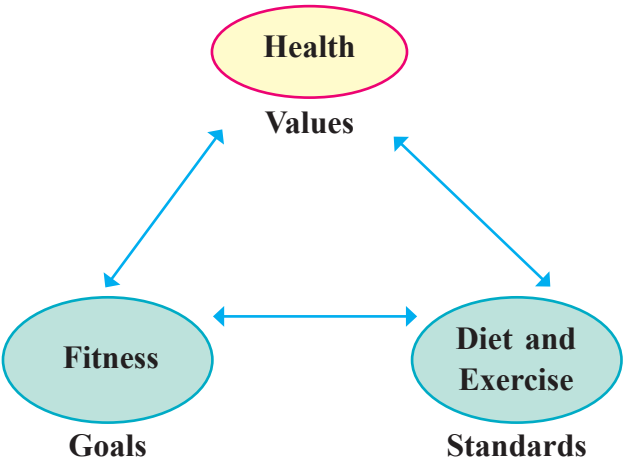 Health
Values
Fitness
Goals
Diet and
Exercise
Standards